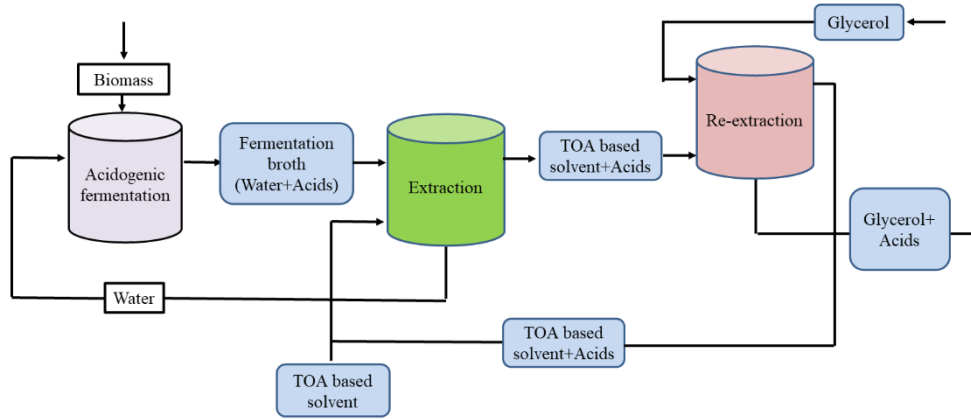 Glycerol
Biomass
Fermentation
broth
(Water+Acids)
TOA based
solvent+Acids
Re-extraction
Acidogenic
fermentation
Extraction
Glycerol+
Acids
Water
TOA based
solvent+Acids
TOA based
solvent